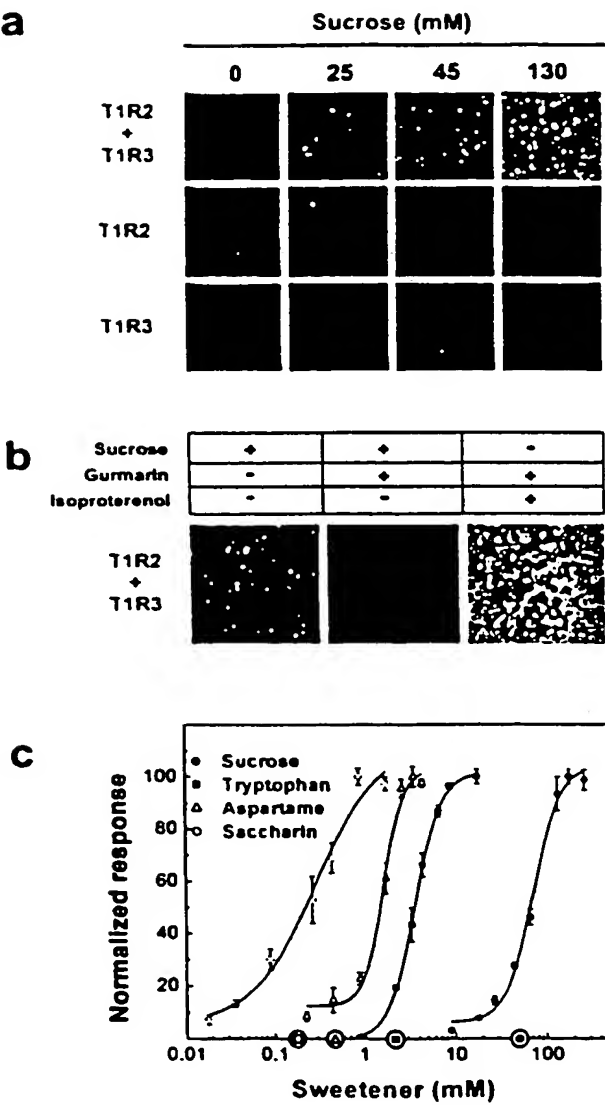 a
Sucrose (mM)
0 25 45 130
T1R2
+
T1R3
T1R2
T1R3
b
Sucrose + + -
Gurmarin - + +
Isoproterenol - - +
T1R2
+
T1R3
c
Sucrose
Tryptophan
Aspartame
Saccharin
Normalized response
100
80
60
40
20
0.01 0.1 1 10 100
Sweetener (mM)